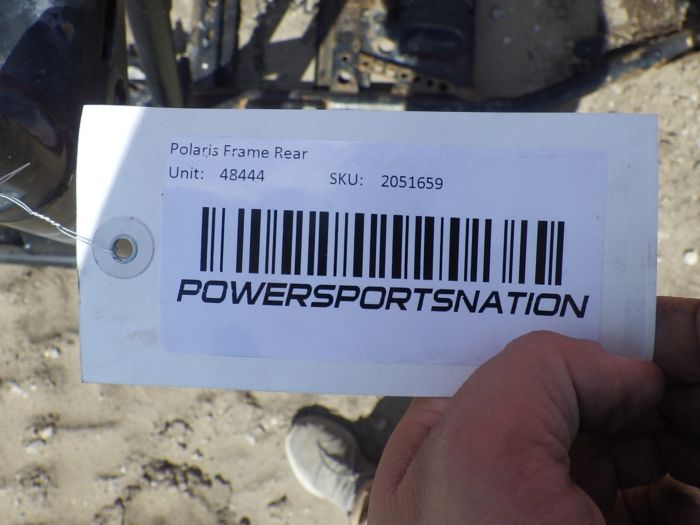 Polaris Frame Rear
Unit: 48444 SKU: 2051659
POWERSPORTSNATION